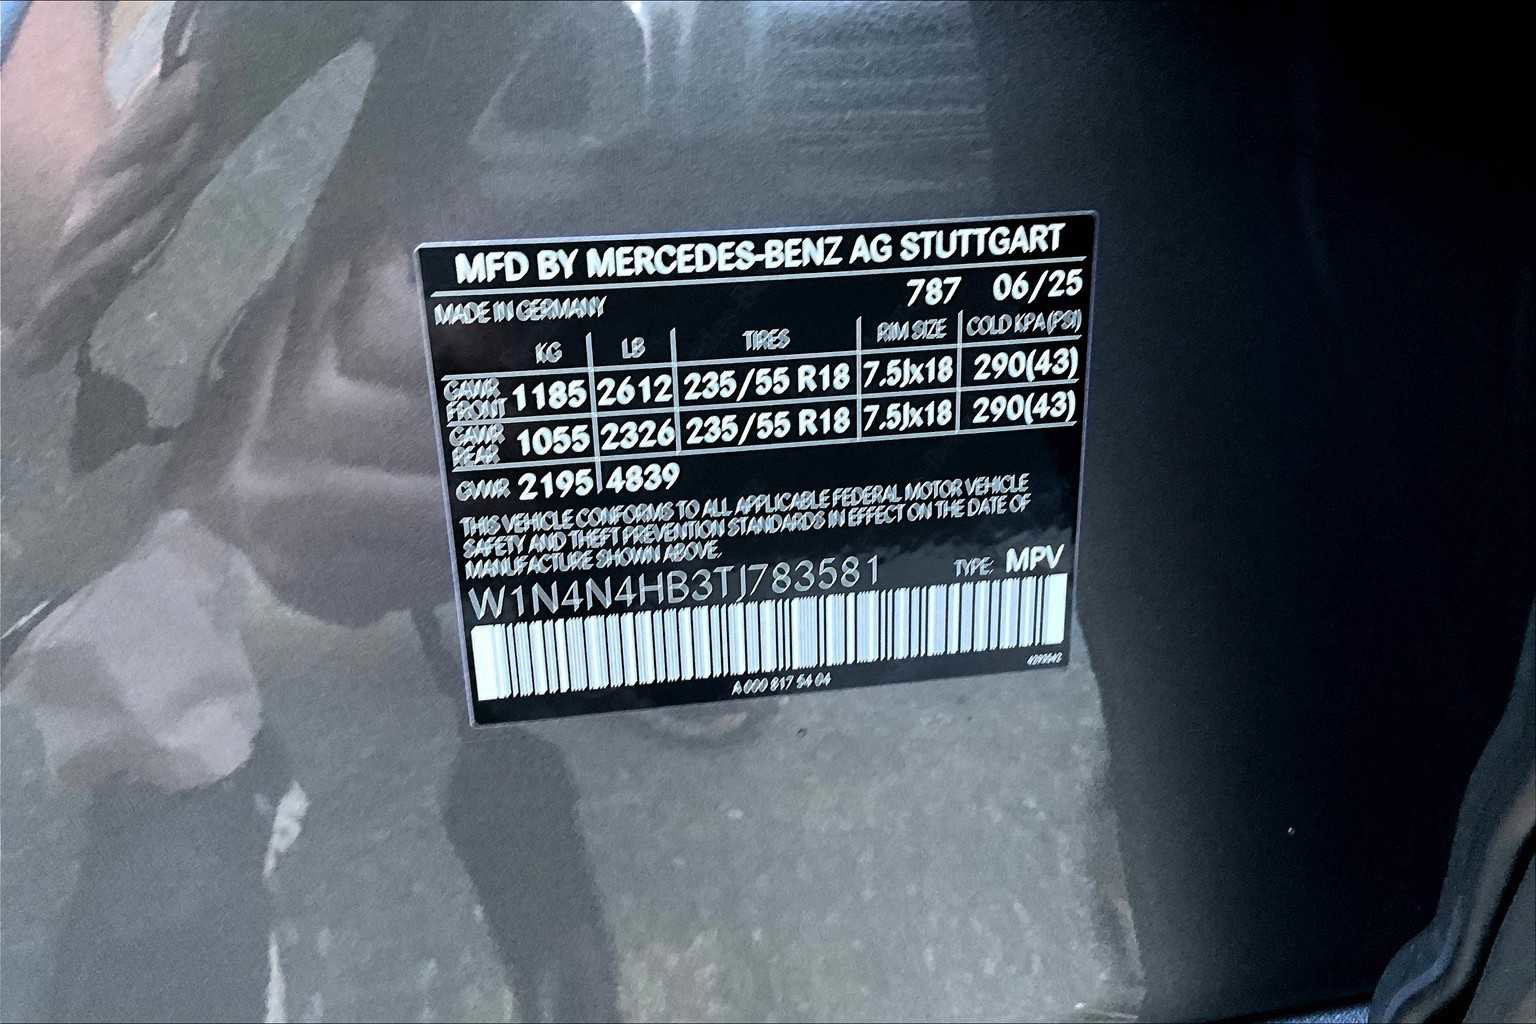 MFD BY MERCEDES-BENZ AG STUTTGART
MADE IN GERMANY 787 06/25
KG LB TIRES RIM SIZE COLD KPA (PSI)
GAWR FRONT 1185 2612 235/55 R18 7.5Jx18 290(43)
GAWR REAR 1055 2326 235/55 R18 7.5Jx18 290(43)
GVWR 2195 4839
THIS VEHICLE CONFORMS TO ALL APPLICABLE FEDERAL MOTOR VEHICLE
SAFETY AND THEFT PREVENTION STANDARDS IN EFFECT ON THE DATE OF
MANUFACTURE SHOWN ABOVE.
W1N4N4HB3TJ783581 TYPE: MPV
A 000 817 54 04